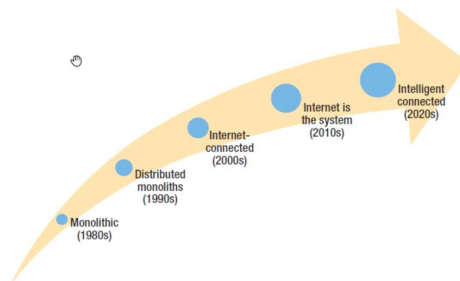 Monolithic
(1980s)
Distributed
monoliths
(1990s)
Internet-
connected
(2000s)
Internet is
the system
(2010s)
Intelligent
connected
(2020s)